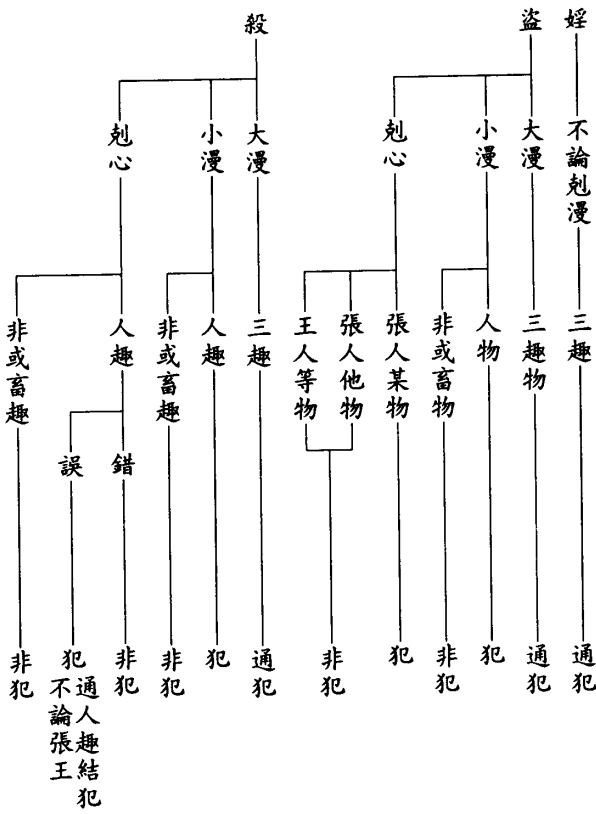 婬
不論剋漫
三趣
通犯
盜
大漫
三趣物
通犯
小漫
人物
犯
非或畜物
非犯
剋心
張人某物
犯
張人他物
王人等物
非犯
殺
大漫
三趣
通犯
小漫
人趣
犯
非或畜趣
非犯
剋心
人趣
錯
非犯
誤
犯
通人趣結犯
不論張王
非或畜趣
非犯